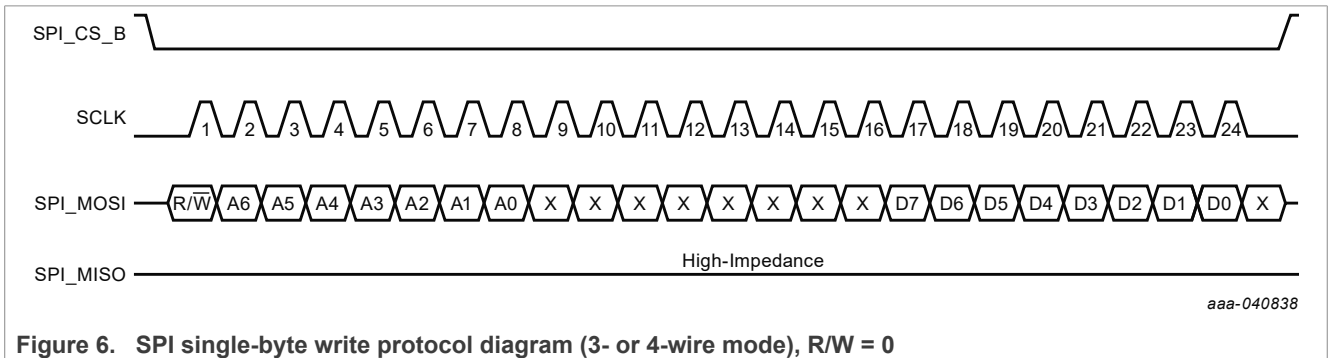 SPI_CS_B
SCLK
1 2 3 4 5 6 7 8 9 10 11 12 13 14 15 16 17 18 19 20 21 22 23 24
SPI_MOSI R/W̅ A6 A5 A4 A3 A2 A1 A0 X X X X X X X X D7 D6 D5 D4 D3 D2 D1 D0 X
High-Impedance
SPI_MISO
aaa-040838
Figure 6. SPI single-byte write protocol diagram (3- or 4-wire mode), R/W = 0